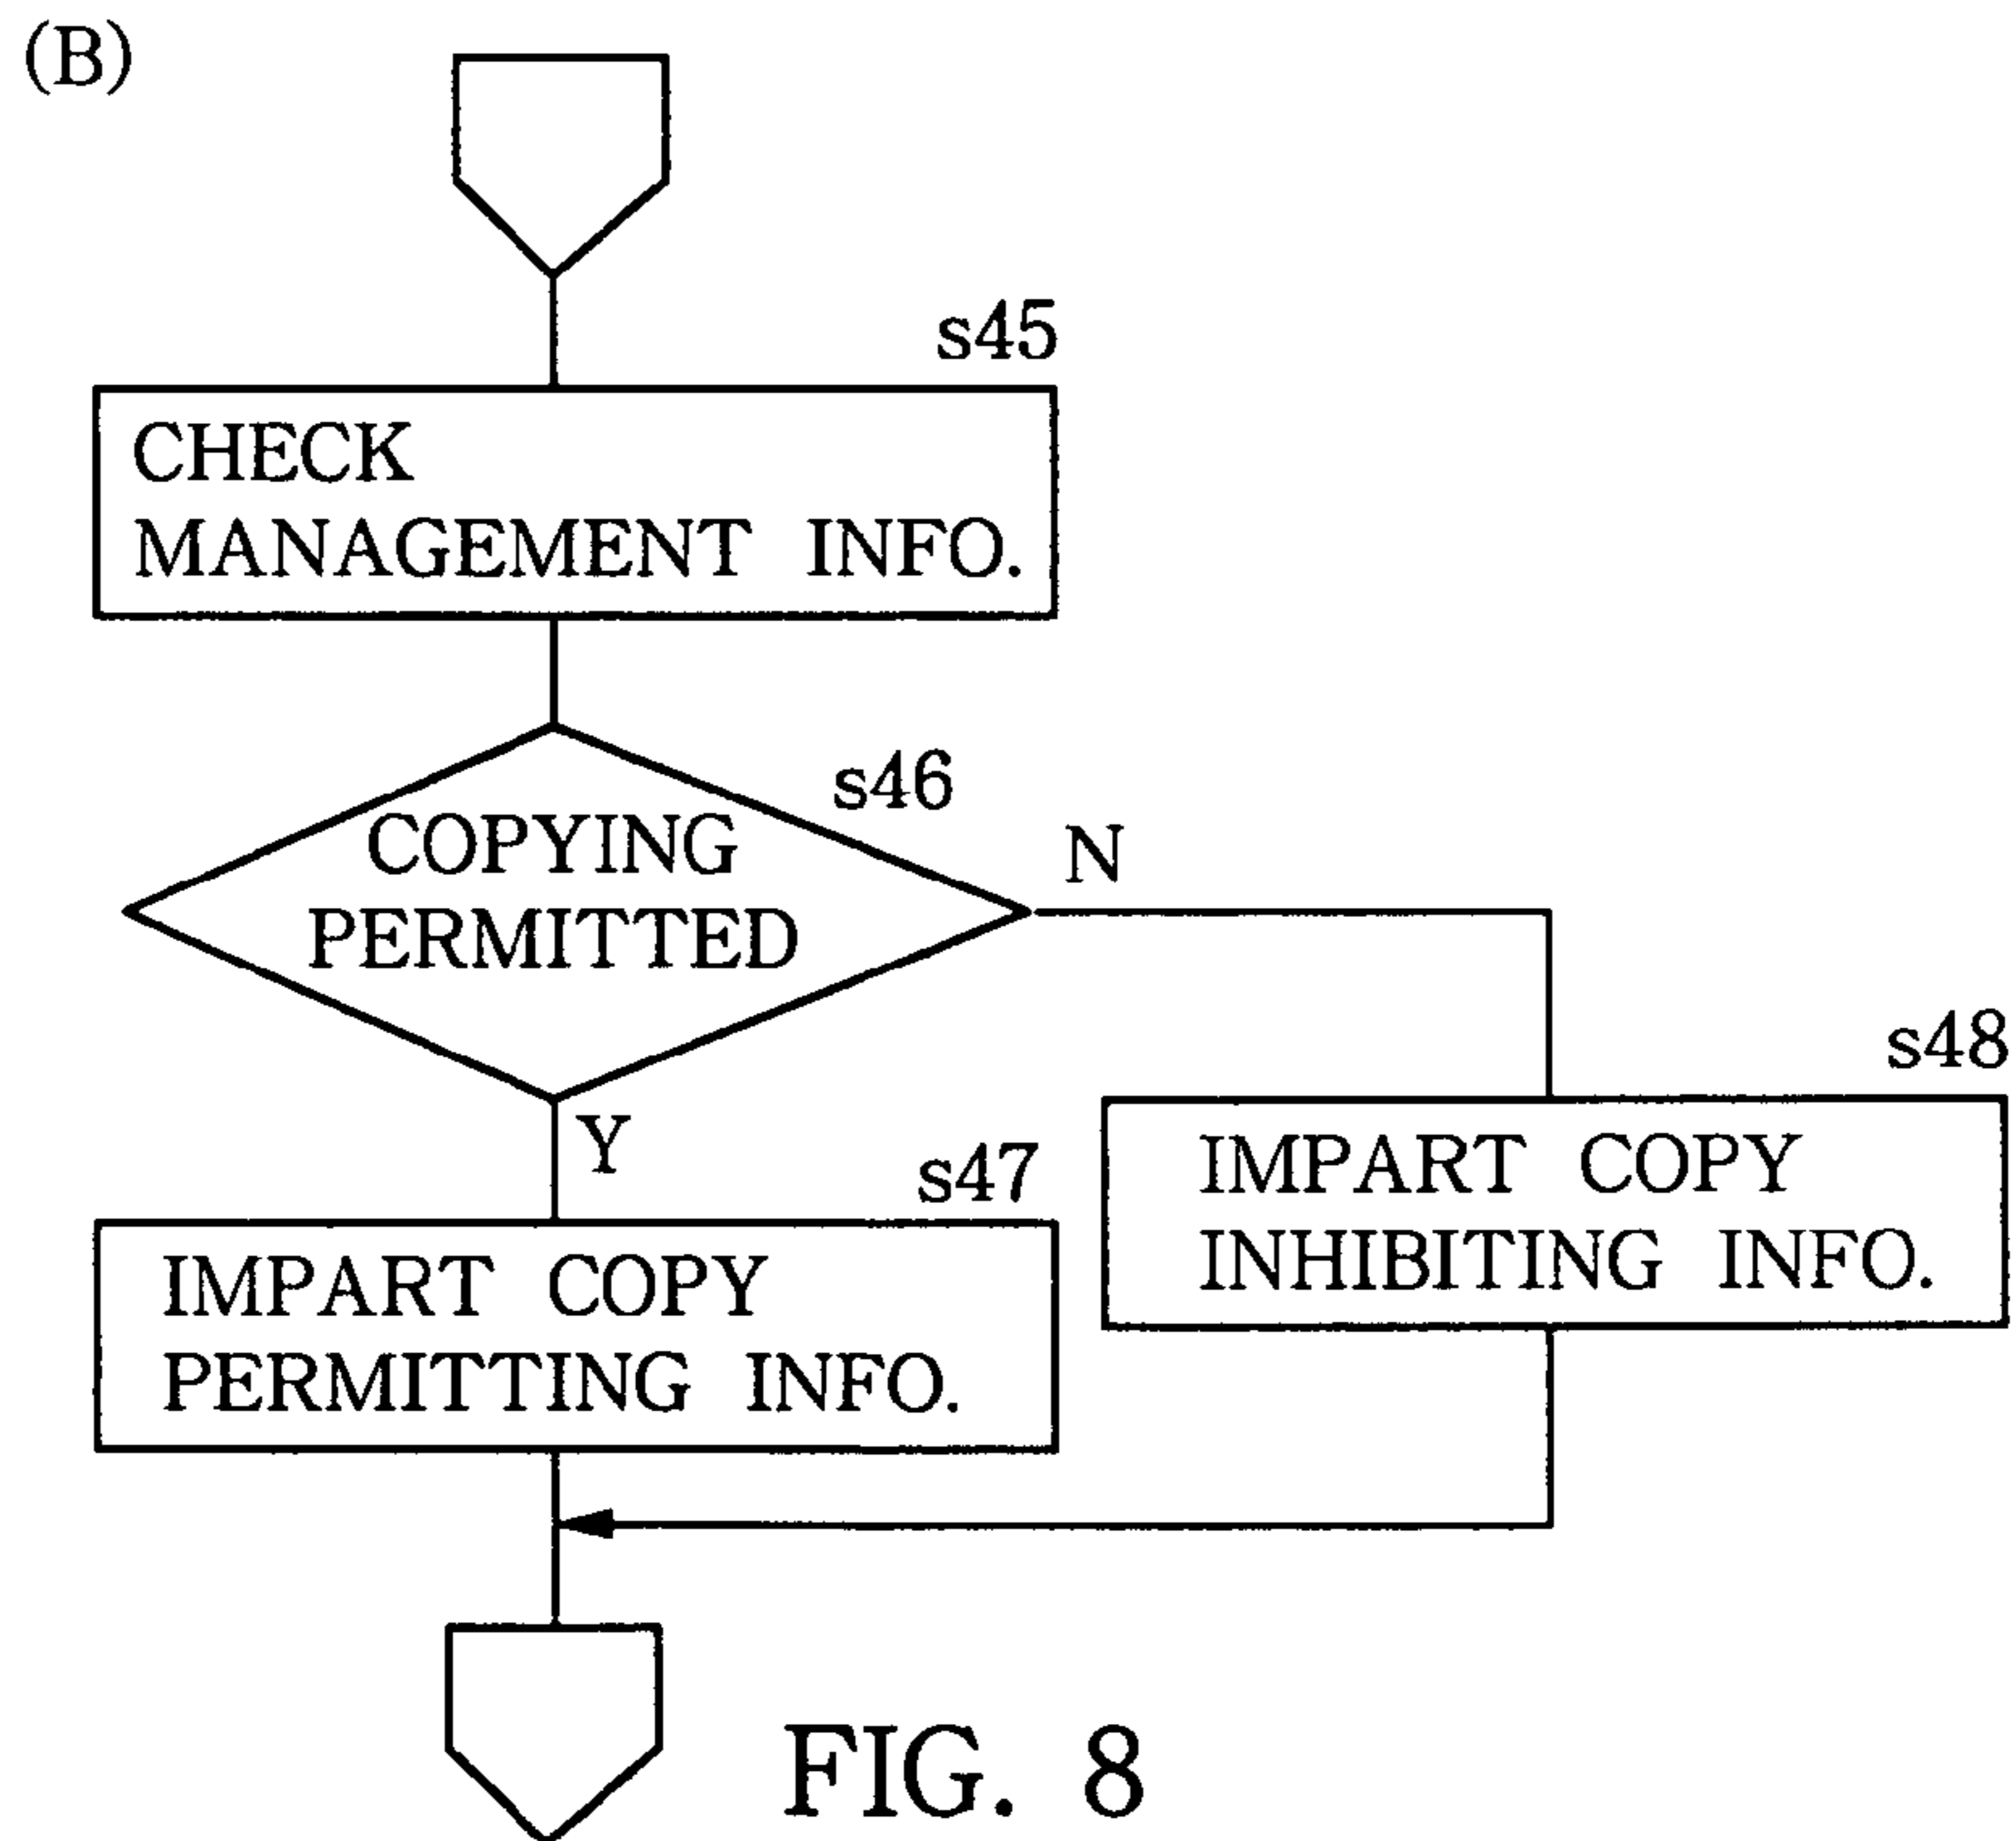 (B)
s45
CHECK
MANAGEMENT INFO.
s46
COPYING
PERMITTED
N
Y
s47
IMPART COPY
PERMITTING INFO.
s48
IMPART COPY
INHIBITING INFO.
FIG. 8